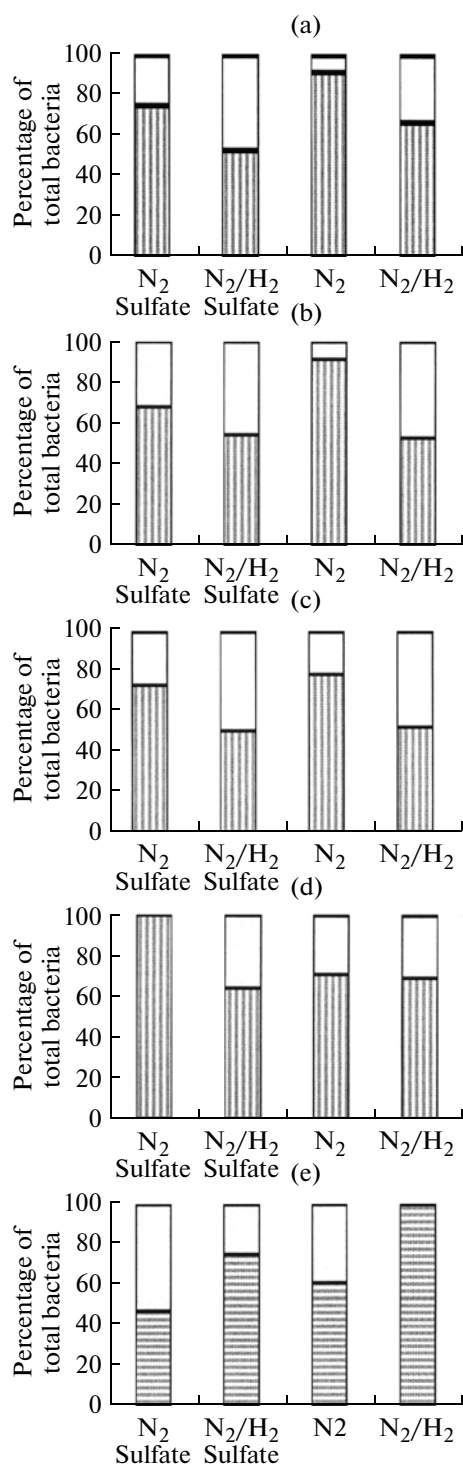 (a)
Percentage of
total bacteria
100
80
60
40
20
0
N₂ N₂/H₂ N₂ N₂/H₂
Sulfate Sulfate
(b)
Percentage of
total bacteria
100
80
60
40
20
0
N₂ N₂/H₂ N₂ N₂/H₂
Sulfate Sulfate
(c)
Percentage of
total bacteria
100
80
60
40
20
0
N₂ N₂/H₂ N₂ N₂/H₂
Sulfate Sulfate
(d)
Percentage of
total bacteria
100
80
60
40
20
0
N₂ N₂/H₂ N₂ N₂/H₂
Sulfate Sulfate
(e)
Percentage of
total bacteria
100
80
60
40
20
0
N₂ N₂/H₂ N2 N₂/H₂
Sulfate Sulfate